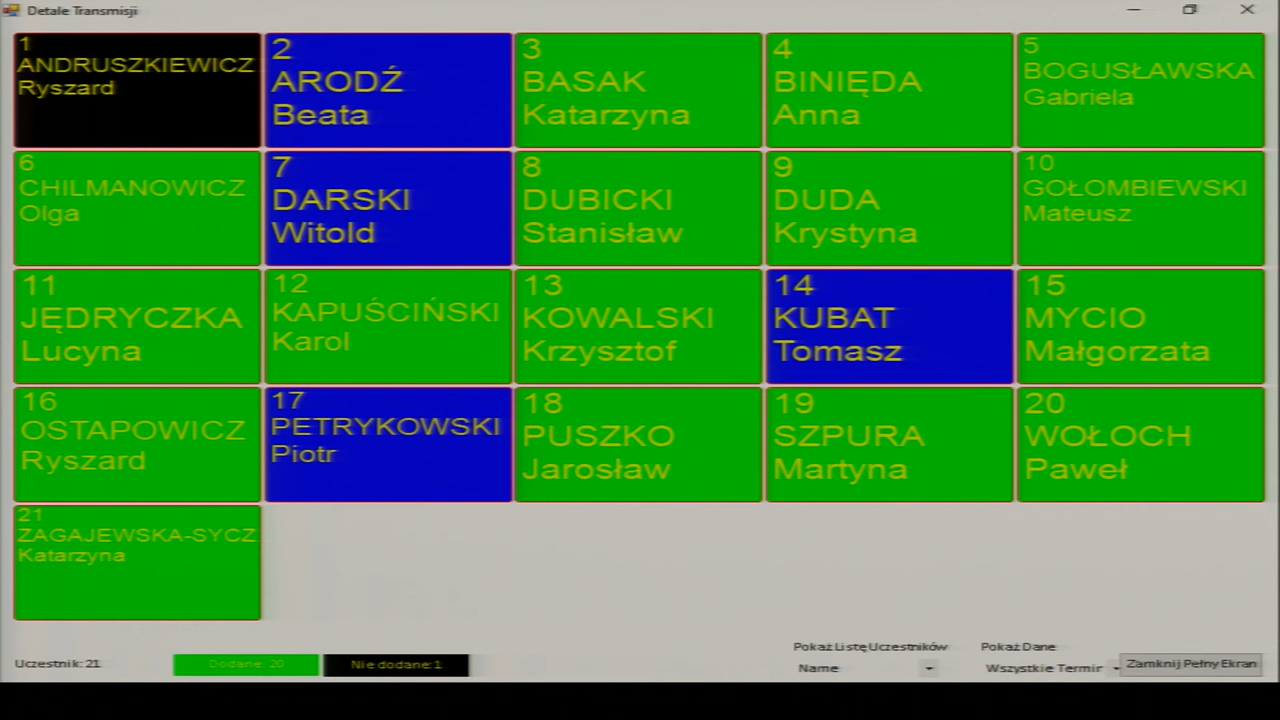 Detale Transmisji
1
ANDRUSZKIEWICZ
Ryszard
2
ARODŹ
Beata
3
BASAK
Katarzyna
4
BINIĘDA
Anna
5
BOGUSŁAWSKA
Gabriela
6
CHILMANOWICZ
Olga
7
DARSKI
Witold
8
DUBICKI
Stanisław
9
DUDA
Krystyna
10
GOŁOMBIEWSKI
Mateusz
11
JĘDRYCZKA
Lucyna
12
KAPUŚCIŃSKI
Karol
13
KOWALSKI
Krzysztof
14
KUBAT
Tomasz
15
MYCIO
Małgorzata
16
OSTAPOWICZ
Ryszard
17
PETRYKOWSKI
Piotr
18
PUSZKO
Jarosław
19
SZPURA
Martyna
20
WOŁOCH
Paweł
21
ZAGAJEWSKA-SYCZ
Katarzyna
Pokaż Listę Uczestników Pokaż Dane
Uczestnik: 21 Dodane: 20 Nie dodane: 1 Name Wszystkie Termir Zamknij Pełny Ekran